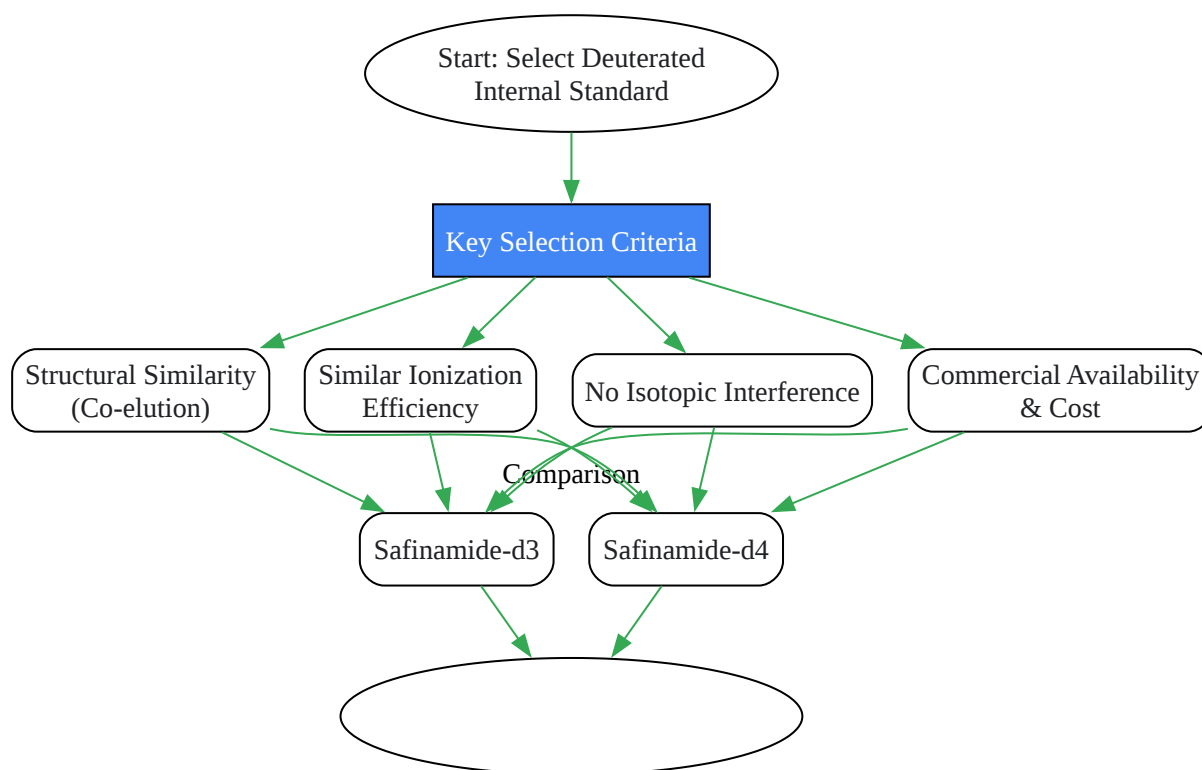 Start: Select Deuterated
Internal Standard
Key Selection Criteria
Structural Similarity
(Co-elution)
Similar Ionization
Efficiency
No Isotopic Interference
Commercial Availability
& Cost
Comparison
Safinamide-d3
Safinamide-d4